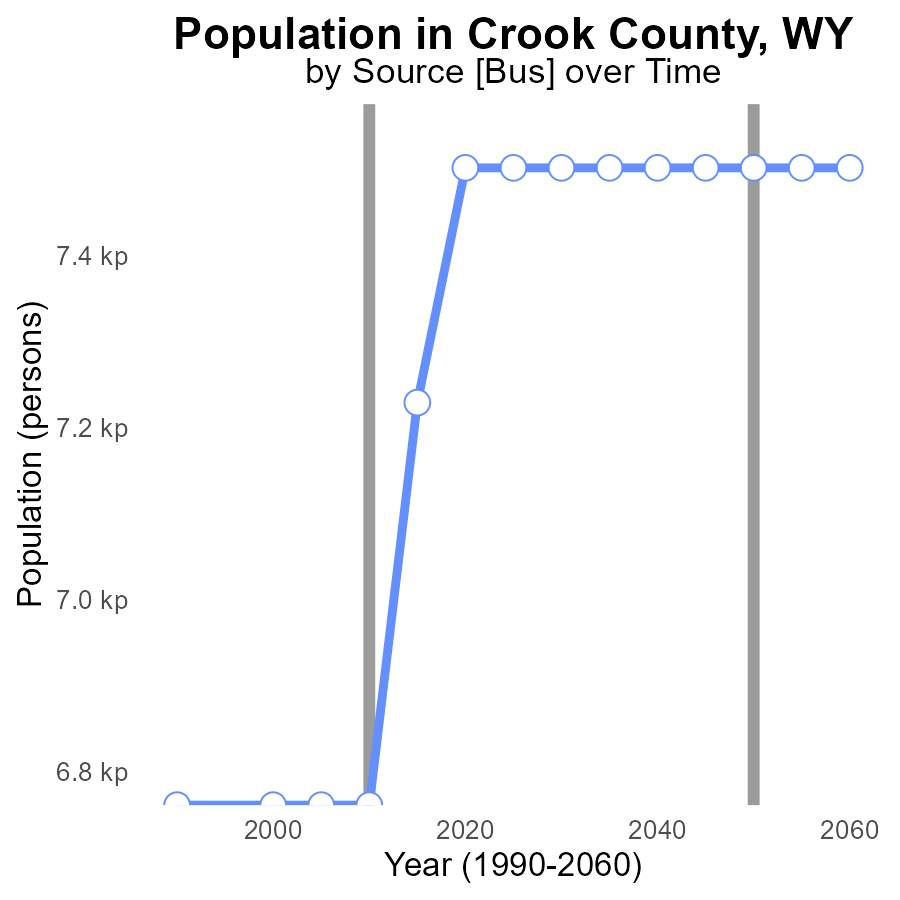 Population in Crook County, WY
by Source [Bus] over Time
Population (persons)
7.4 kp
7.2 kp
7.0 kp
6.8 kp
2000
2020
2040
2060
Year (1990-2060)